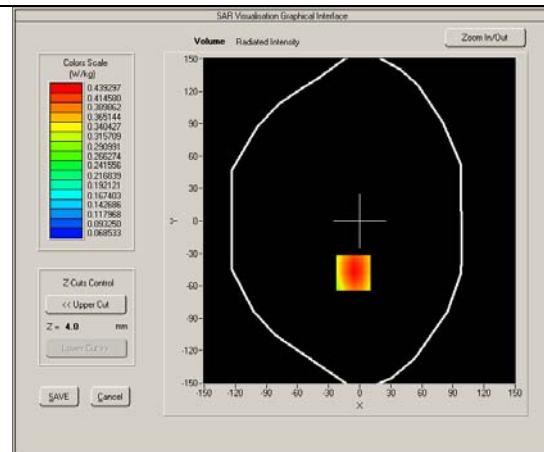 SAR Visualisation Graphical Interface
Volume Radiated Intensity
Zoom In/Out
Colors Scale
(W/kg)
0.439297
0.414580
0.389862
0.365144
0.340427
0.315709
0.290991
0.266274
0.241556
0.216839
0.192121
0.167403
0.142686
0.117968
0.093250
0.068533
Z Cuts Control
<< Upper Cut
Z = 4.0 mm
Lower Cut >>
SAVE Cancel
150
120
90
60
30
0
-30
-60
-90
-120
-150
Y
-150 -120 -90 -60 -30 0 30 60 90 120 150
X